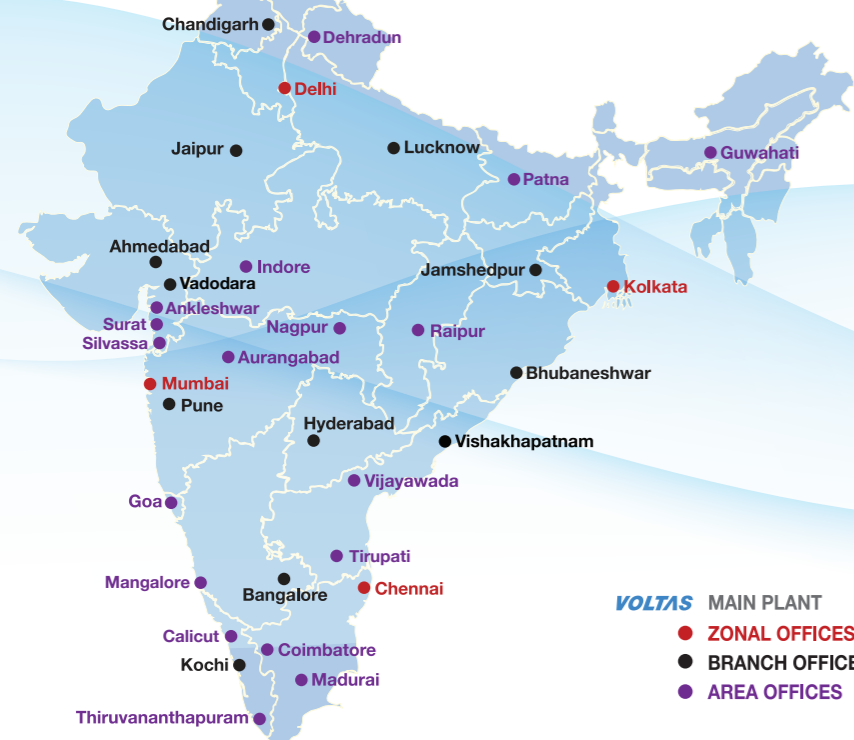 Chandigarh
Dehradun
Delhi
Jaipur
Lucknow
Guwahati
Patna
Ahmedabad
Indore
Jamshedpur
Vadodara
Kolkata
Ankleshwar
Surat
Nagpur
Raipur
Silvassa
Aurangabad
Bhubaneshwar
Mumbai
Pune
Hyderabad
Vishakhapatnam
Vijayawada
Goa
Tirupati
Mangalore
Chennai
Bangalore
Calicut
Coimbatore
Kochi
Madurai
Thiruvananthapuram
VOLTAS MAIN PLANT
ZONAL OFFICES
BRANCH OFFICE
AREA OFFICES